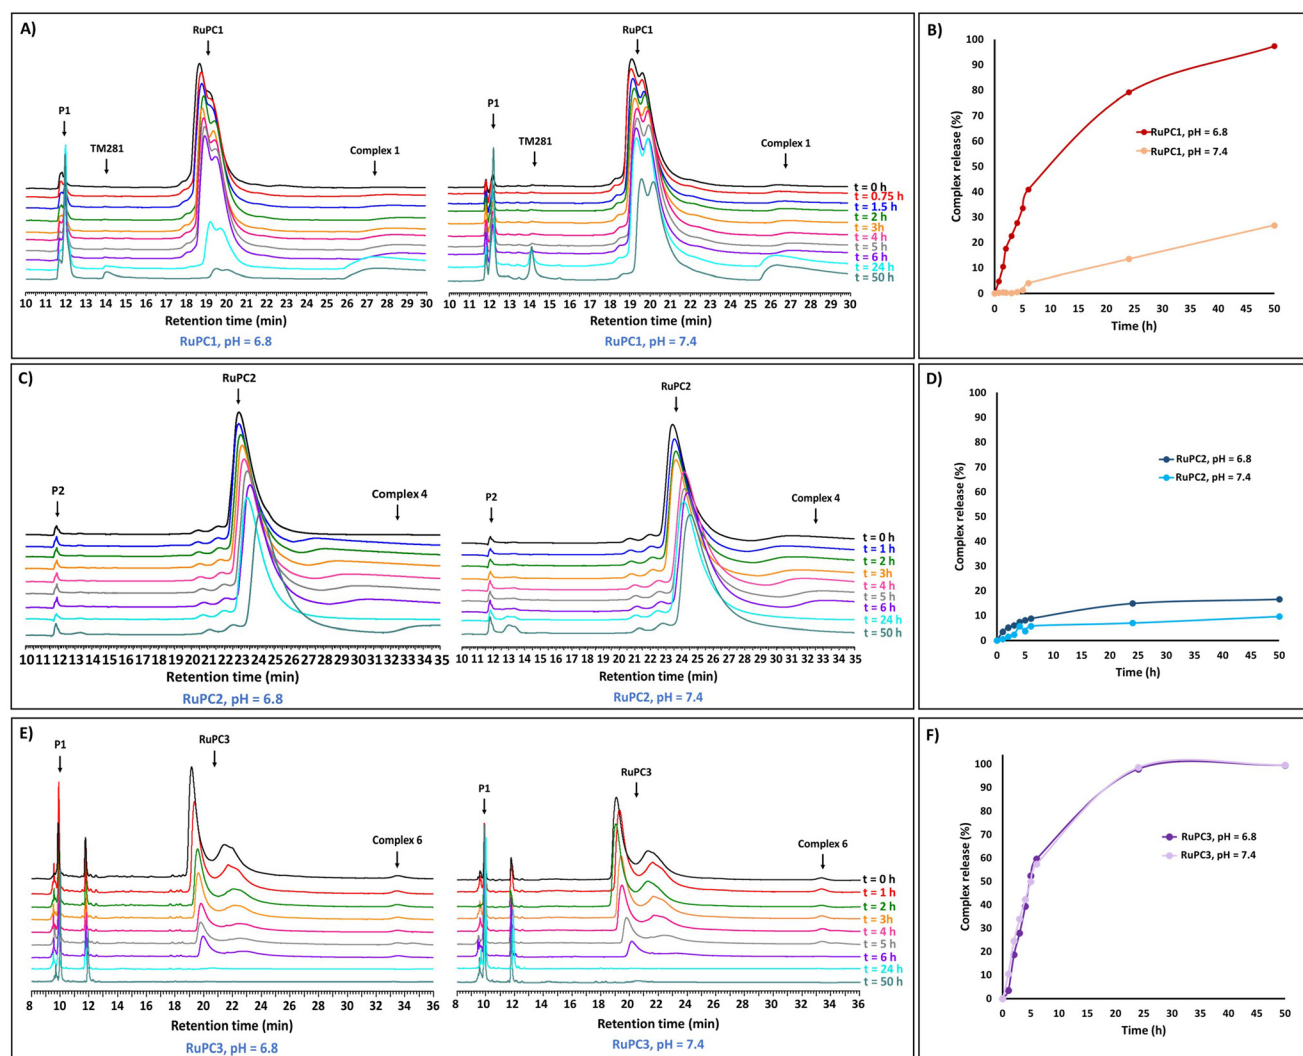 A)
RuPC1
P1
TM281
Complex 1
10 11 12 13 14 15 16 17 18 19 20 21 22 23 24 25 26 27 28 29 30
Retention time (min)
RuPC1, pH = 6.8
RuPC1
P1
TM281
Complex 1
t = 0 h
t = 0.75 h
t = 1.5 h
t = 2 h
t = 3h
t = 4 h
t = 5 h
t = 6 h
t = 24 h
t = 50 h
10 11 12 13 14 15 16 17 18 19 20 21 22 23 24 25 26 27 28 29 30
Retention time (min)
RuPC1, pH = 7.4
B)
Complex release (%)
100
90
80
70
60
50
40
30
20
10
0
RuPC1, pH = 6.8
RuPC1, pH = 7.4
0 5 10 15 20 25 30 35 40 45 50
Time (h)
C)
RuPC2
P2
Complex 4
10 11 12 13 14 15 16 17 18 19 20 21 22 23 24 25 26 27 28 29 30 31 32 33 34 35
Retention time (min)
RuPC2, pH = 6.8
RuPC2
P2
Complex 4
t = 0 h
t = 1 h
t = 2 h
t = 3h
t = 4 h
t = 5 h
t = 6 h
t = 24 h
t = 50 h
10 11 12 13 14 15 16 17 18 19 20 21 22 23 24 25 26 27 28 29 30 31 32 33 34 35
Retention time (min)
RuPC2, pH = 7.4
D)
Complex release (%)
100
90
80
70
60
50
40
30
20
10
0
RuPC2, pH = 6.8
RuPC2, pH = 7.4
0 5 10 15 20 25 30 35 40 45 50
Time (h)
E)
P1
RuPC3
Complex 6
8 10 12 14 16 18 20 22 24 26 28 30 32 34 36
Retention time (min)
RuPC3, pH = 6.8
P1
RuPC3
Complex 6
t = 0 h
t = 1 h
t = 2 h
t = 3h
t = 4 h
t = 5 h
t = 6 h
t = 24 h
t = 50 h
8 10 12 14 16 18 20 22 24 26 28 30 32 34 36
Retention time (min)
RuPC3, pH = 7.4
F)
Complex release (%)
100
90
80
70
60
50
40
30
20
10
0
RuPC3, pH = 6.8
RuPC3, pH = 7.4
0 5 10 15 20 25 30 35 40 45 50
Time (h)